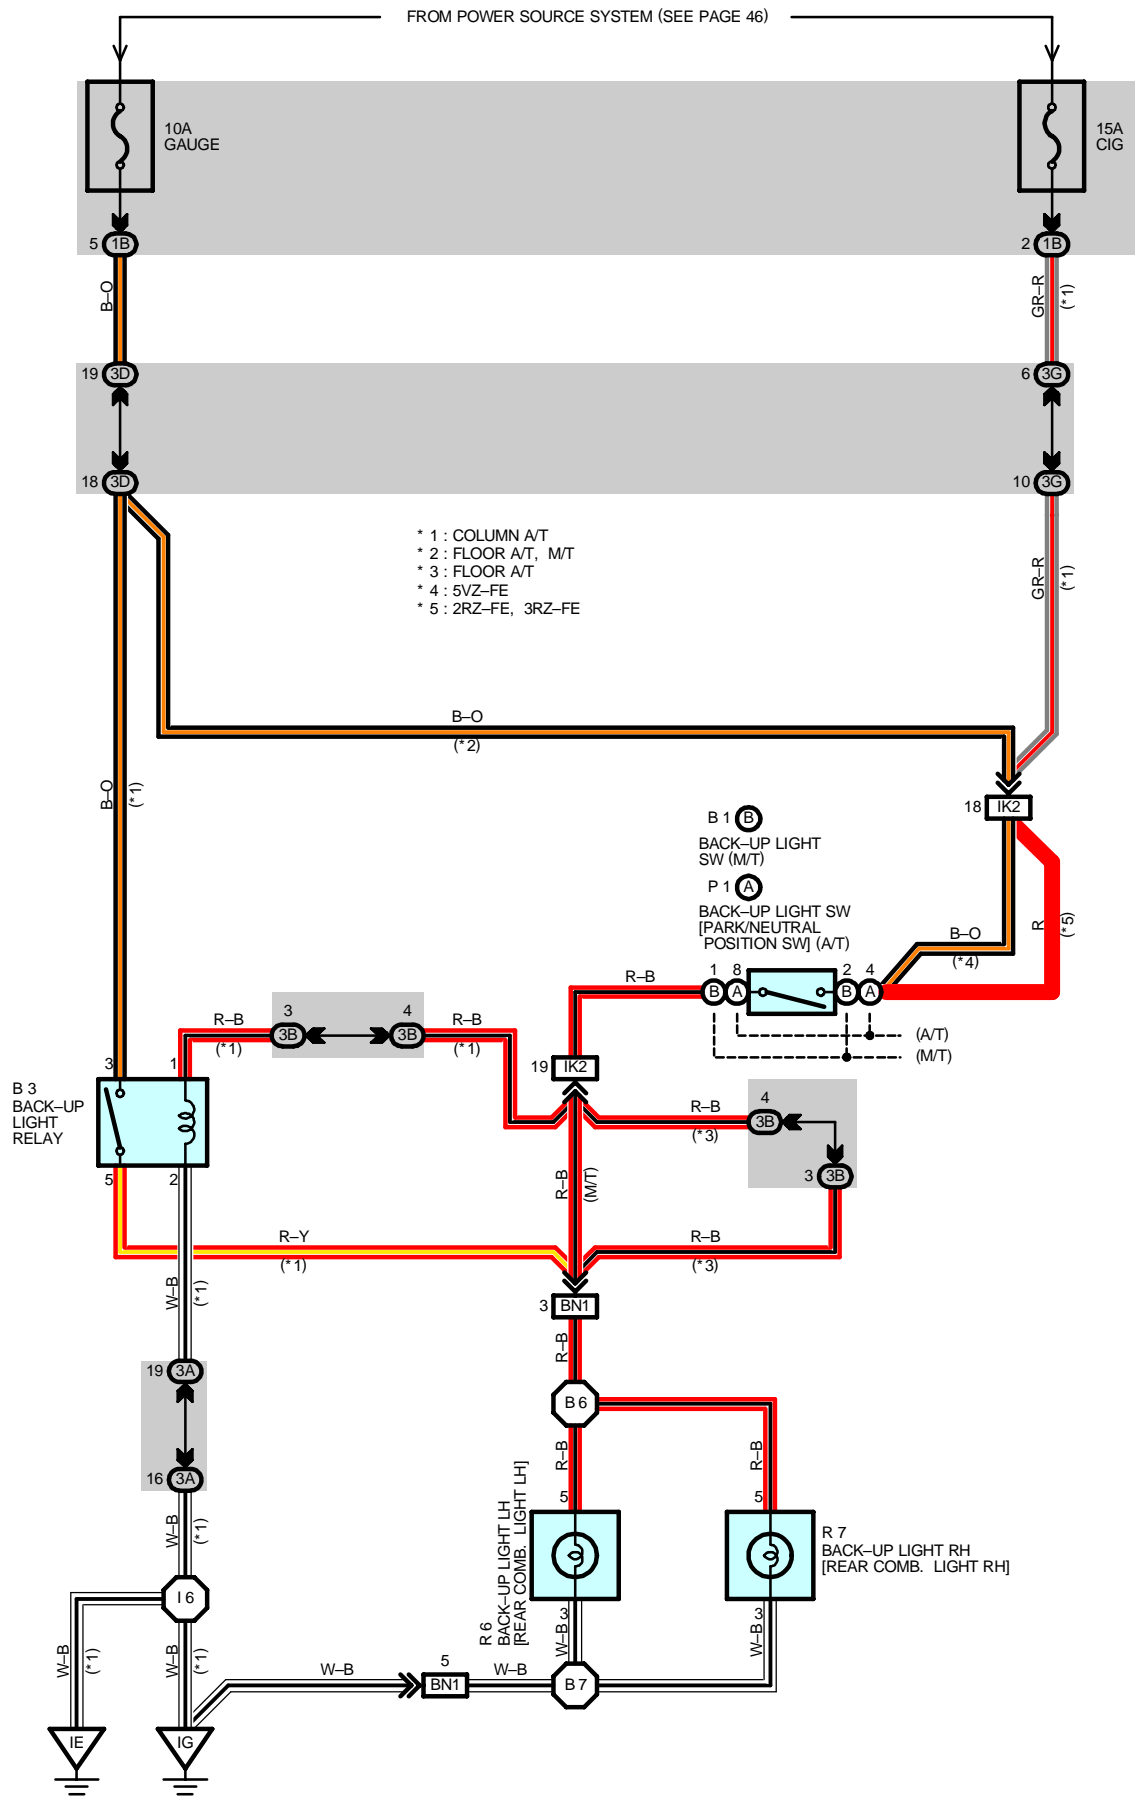 FROM POWER SOURCE SYSTEM (SEE PAGE 46)
10A
GAUGE
15A
CIG
5 1B
2 1B
B–O
GR–R
(*1)
19 3D
6 3G
18 3D
10 3G
* 1 : COLUMN A/T
* 2 : FLOOR A/T, M/T
* 3 : FLOOR A/T
* 4 : 5VZ–FE
* 5 : 2RZ–FE, 3RZ–FE
GR–R
(*1)
B–O
(*2)
B–O
(*1)
18 IK2
B 1 B
BACK–UP LIGHT
SW (M/T)
P 1 A
BACK–UP LIGHT SW
[PARK/NEUTRAL
POSITION SW] (A/T)
R
(*5)
B–O
(*4)
R–B
1 8 2 4
B A B A
(A/T)
(M/T)
3 4
R–B
(*1)
3B 3B
R–B
(*1)
19 IK2
3 1
B 3
BACK–UP
LIGHT
RELAY
5 2
4
R–B
(*3)
3B
3 3B
R–B
(M/T)
R–Y
(*1)
R–B
(*3)
W–B
(*1)
3 BN1
R–B
19 3A
B 6
16 3A
R–B
R–B
5 5
R 6
BACK–UP LIGHT LH
[REAR COMB. LIGHT LH]
R 7
BACK–UP LIGHT RH
[REAR COMB. LIGHT RH]
W–B
(*1)
I 6
3 3
W–B
W–B
W–B
(*1)
W–B
(*1)
W–B
5
BN1
W–B
B 7
IE
IG